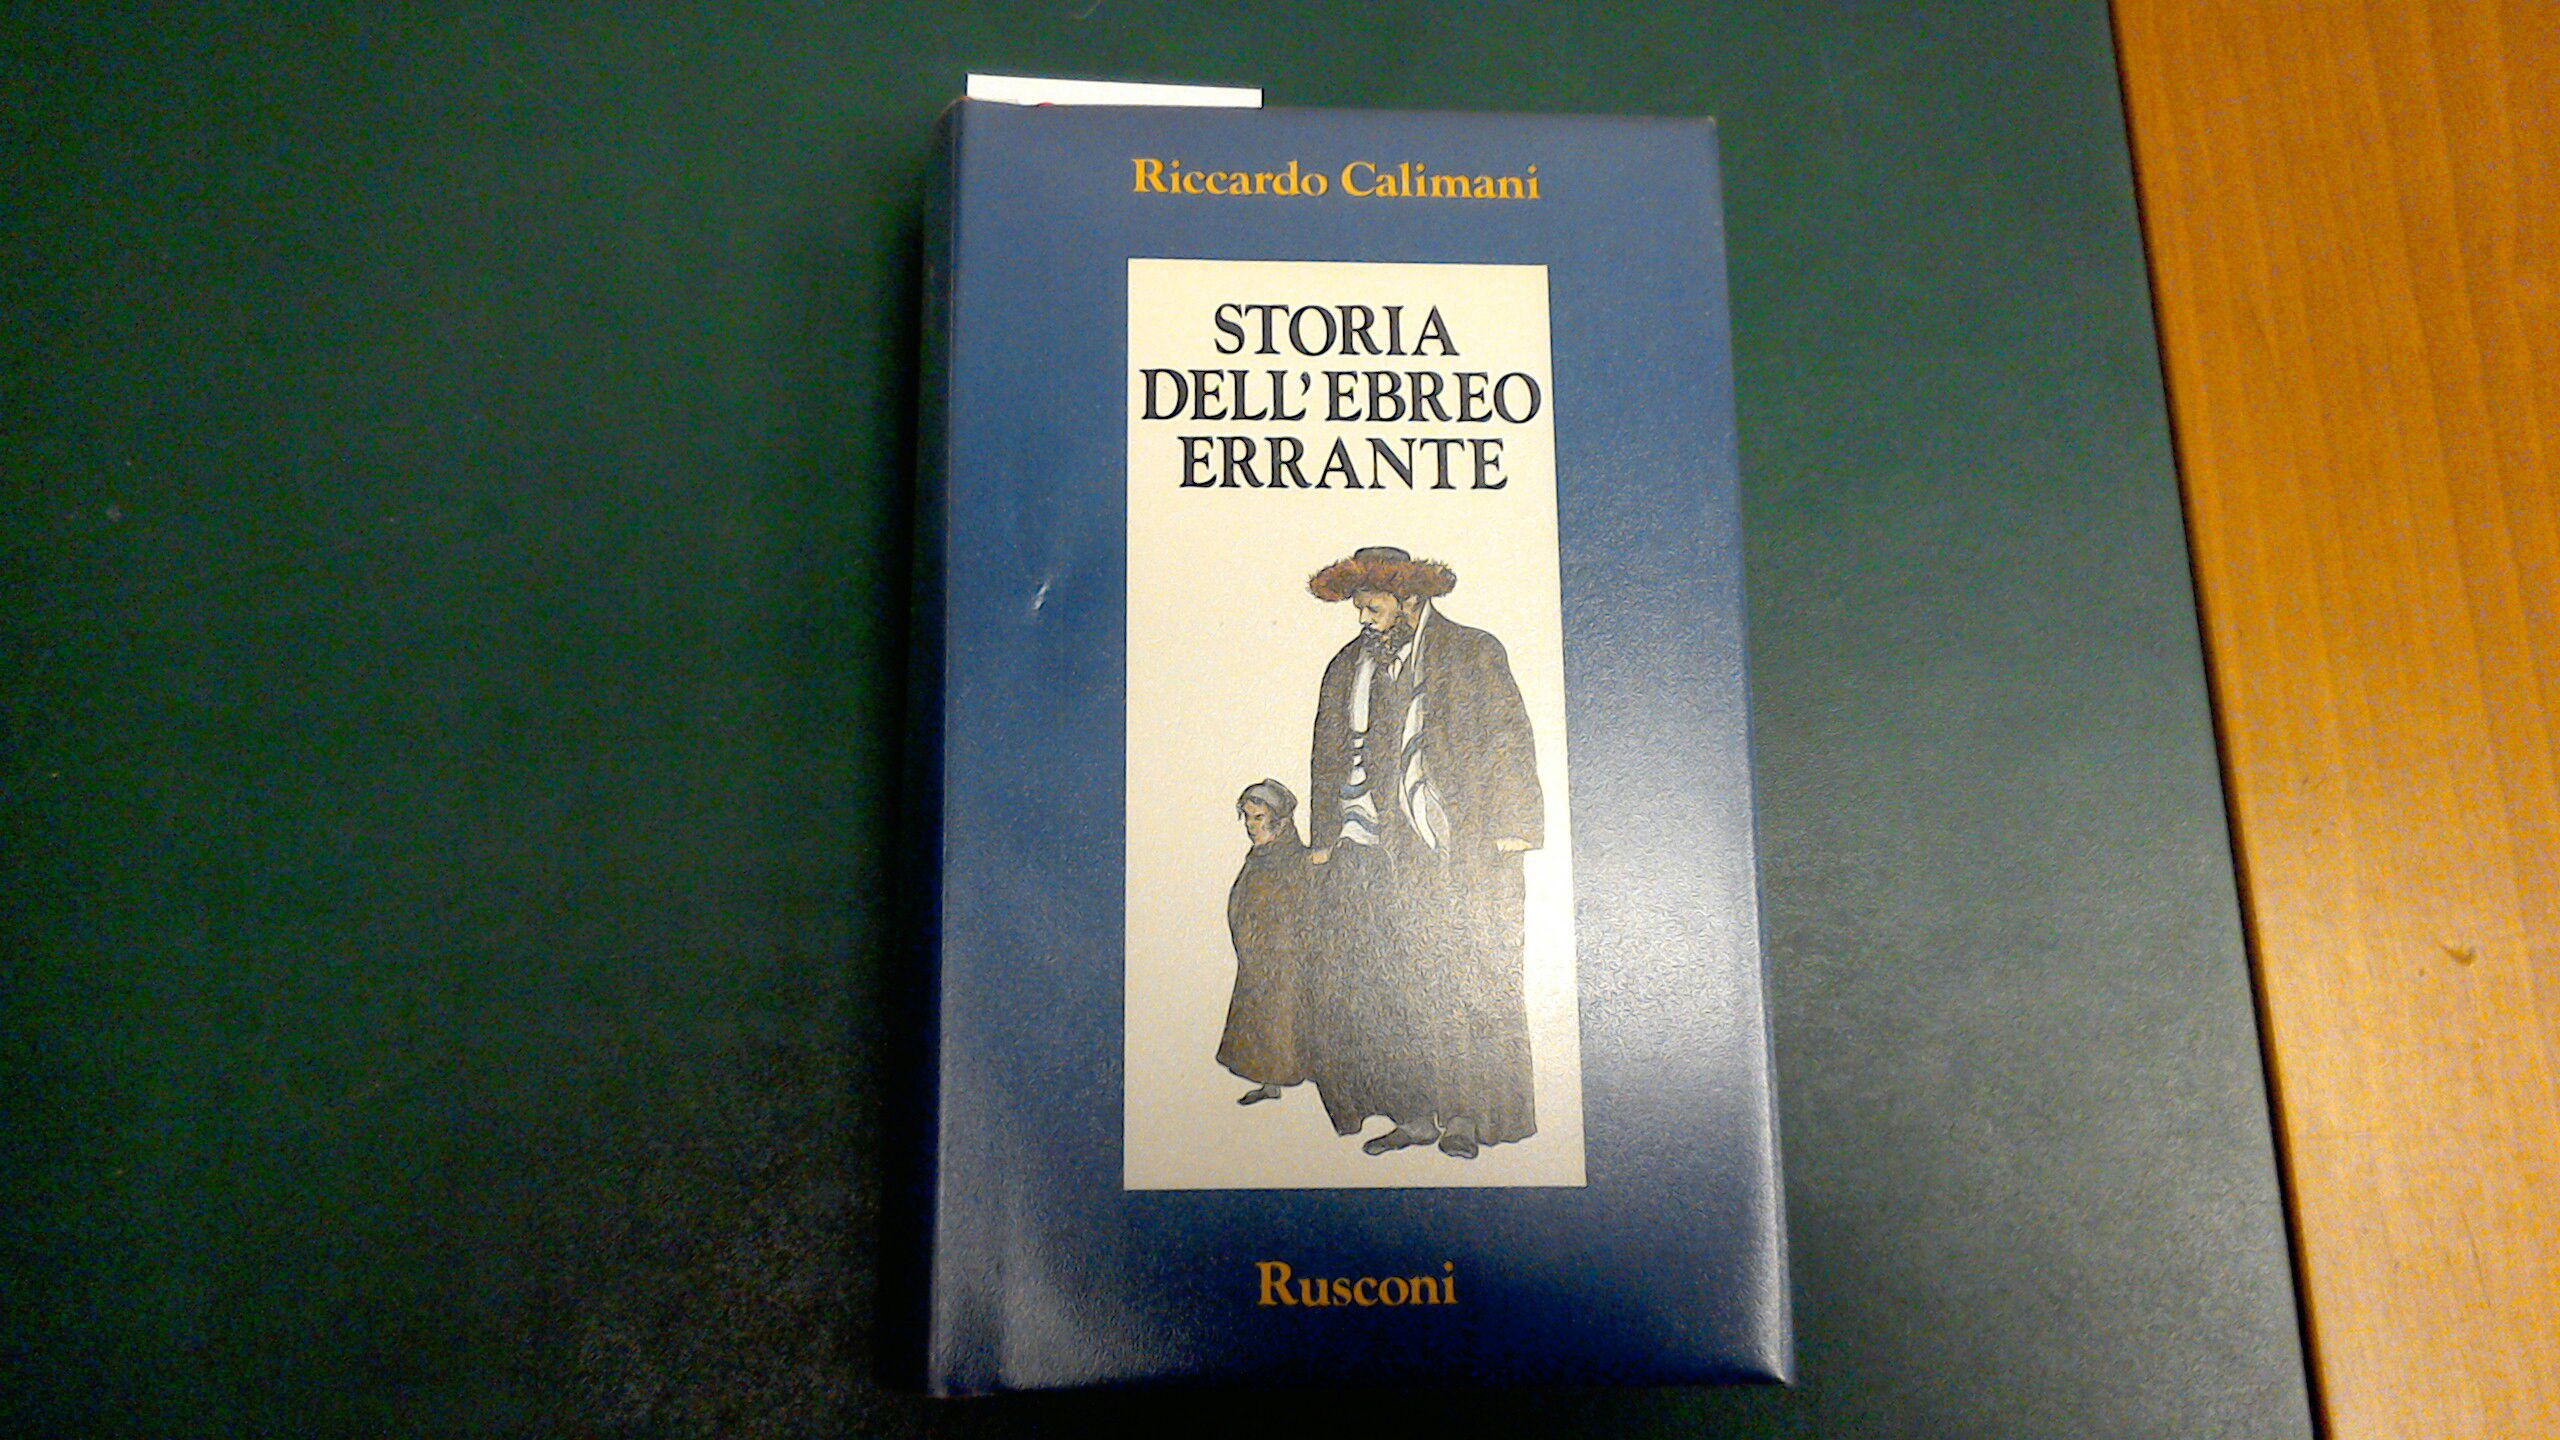 Riccardo Calimani
STORIA
DELL'EBREO
ERRANTE
Rusconi